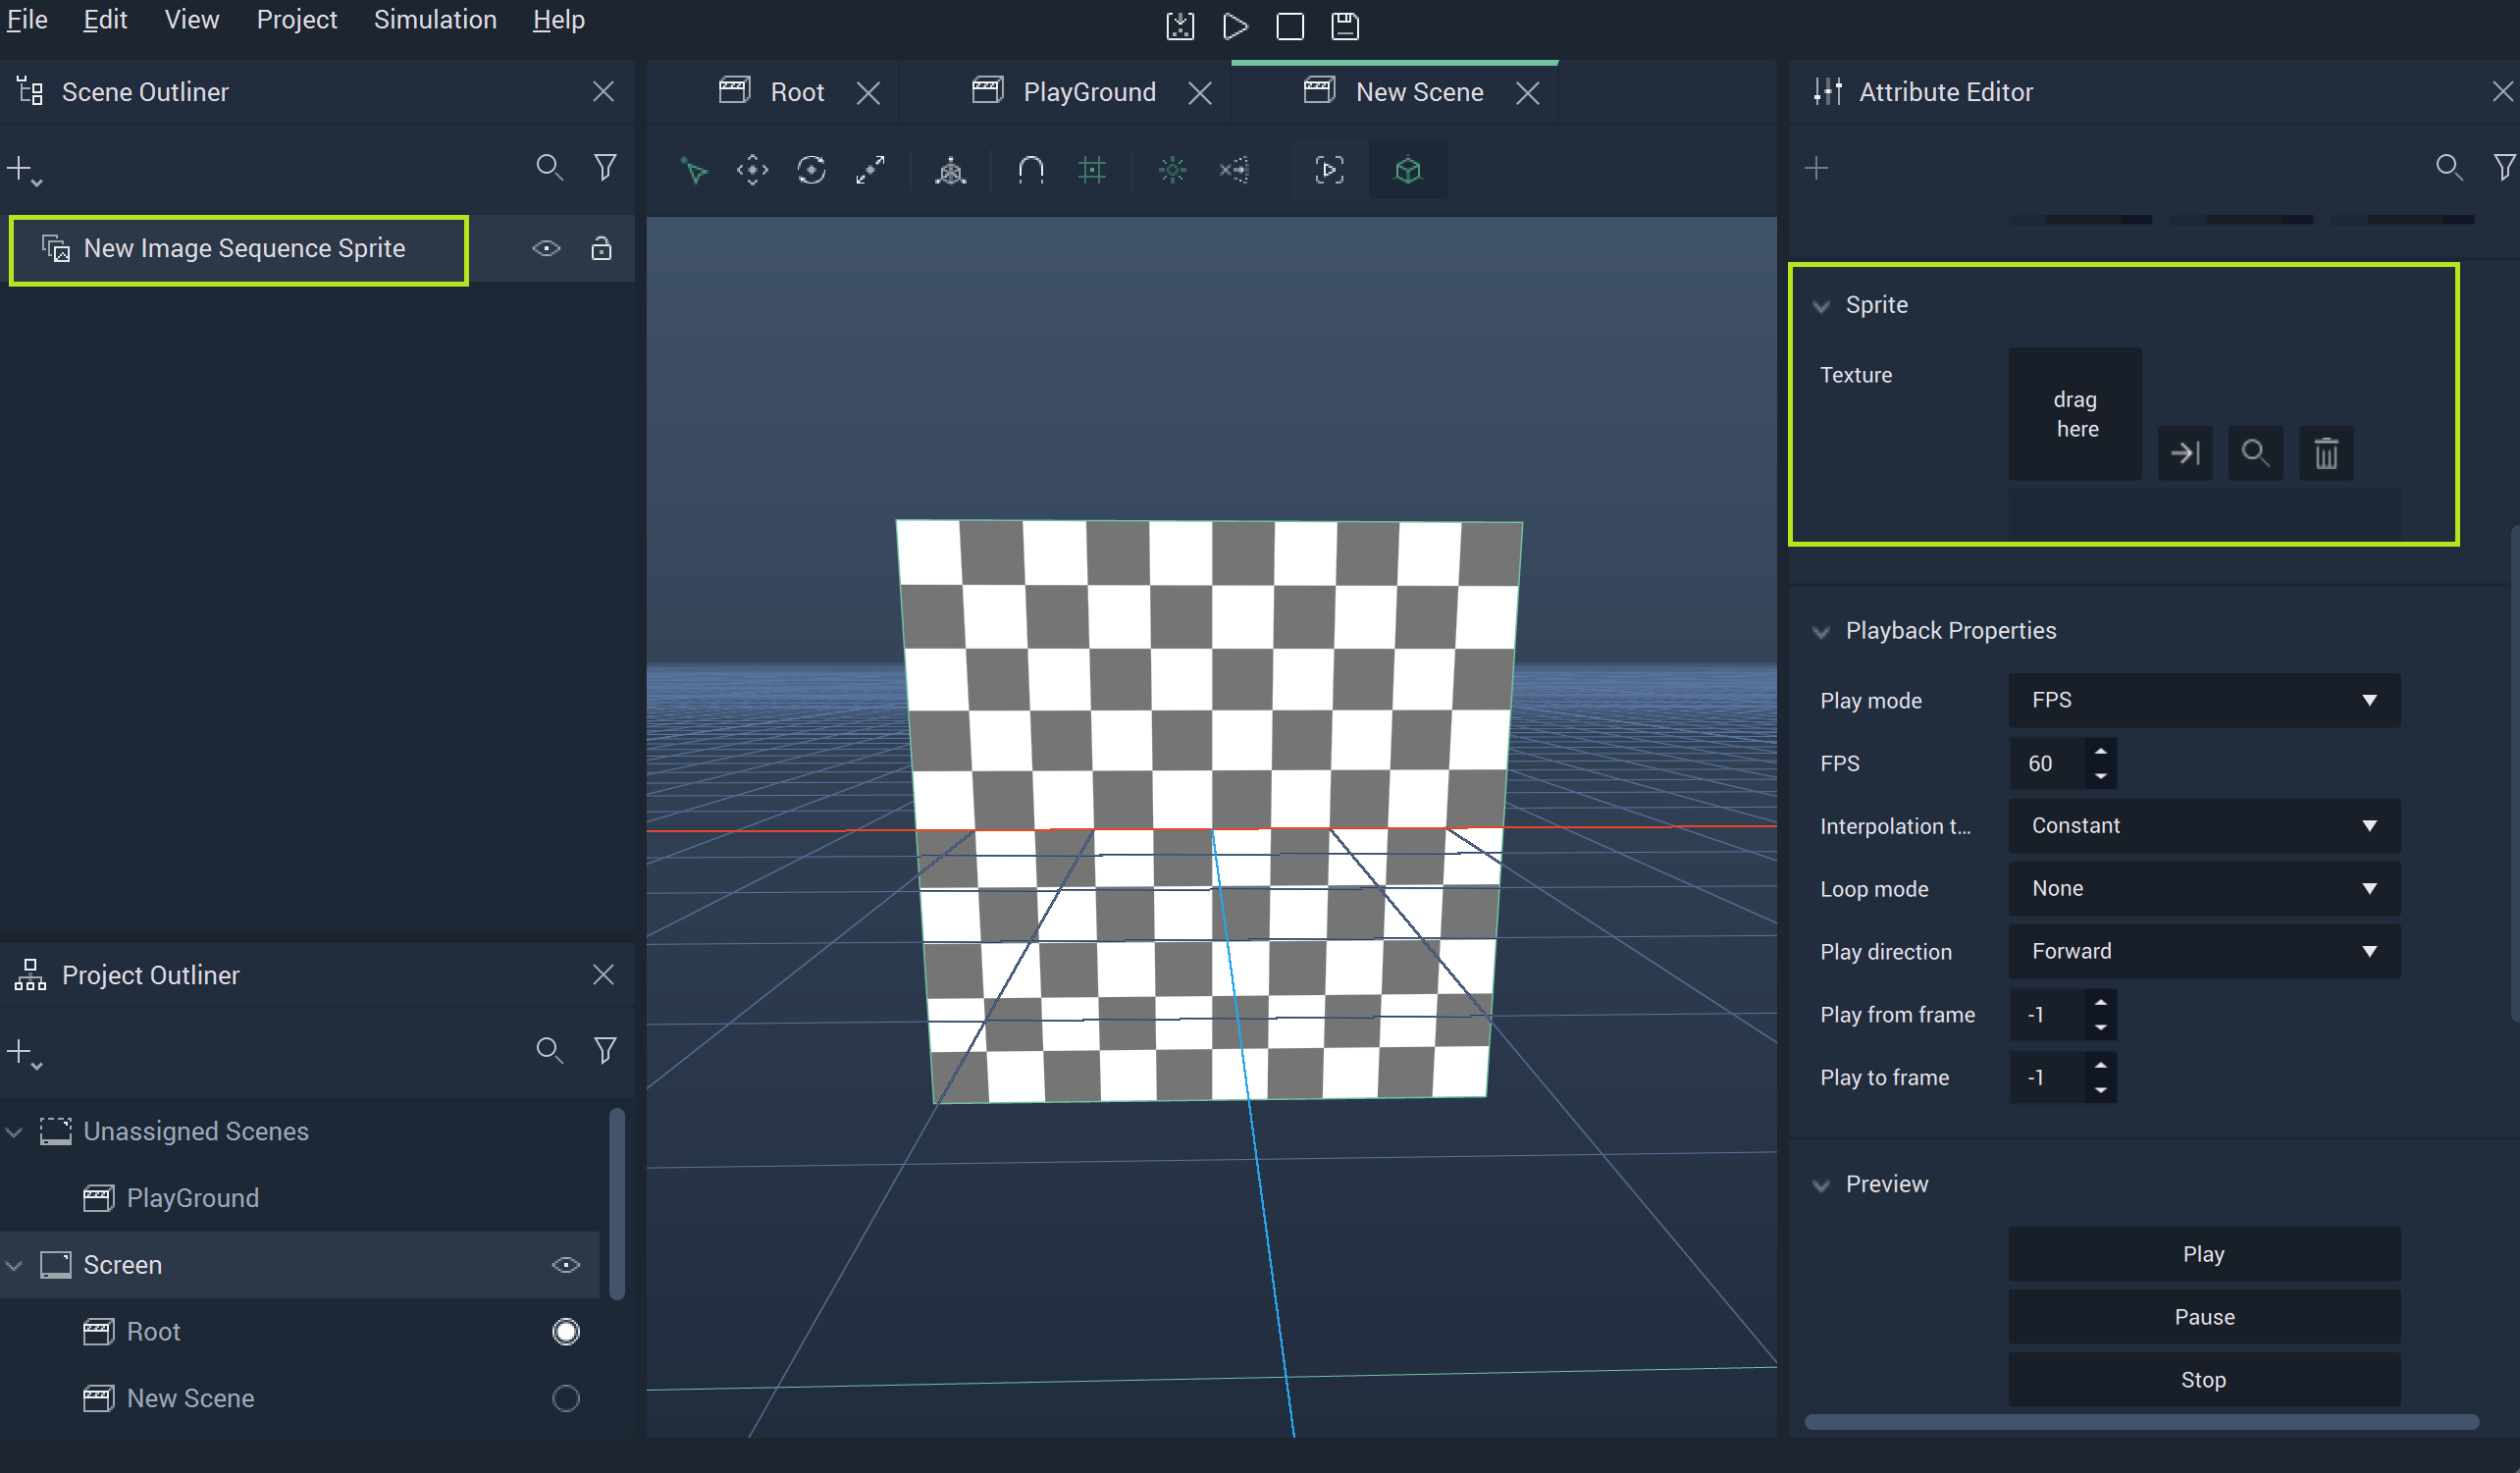 File Edit View Project Simulation Help
Scene Outliner
New Image Sequence Sprite
Project Outliner
Unassigned Scenes
PlayGround
Screen
Root
New Scene
Root PlayGround New Scene
Attribute Editor
Sprite
Texture
drag
here
Playback Properties
Play mode FPS
FPS 60
Interpolation t... Constant
Loop mode None
Play direction Forward
Play from frame -1
Play to frame -1
Preview
Play
Pause
Stop